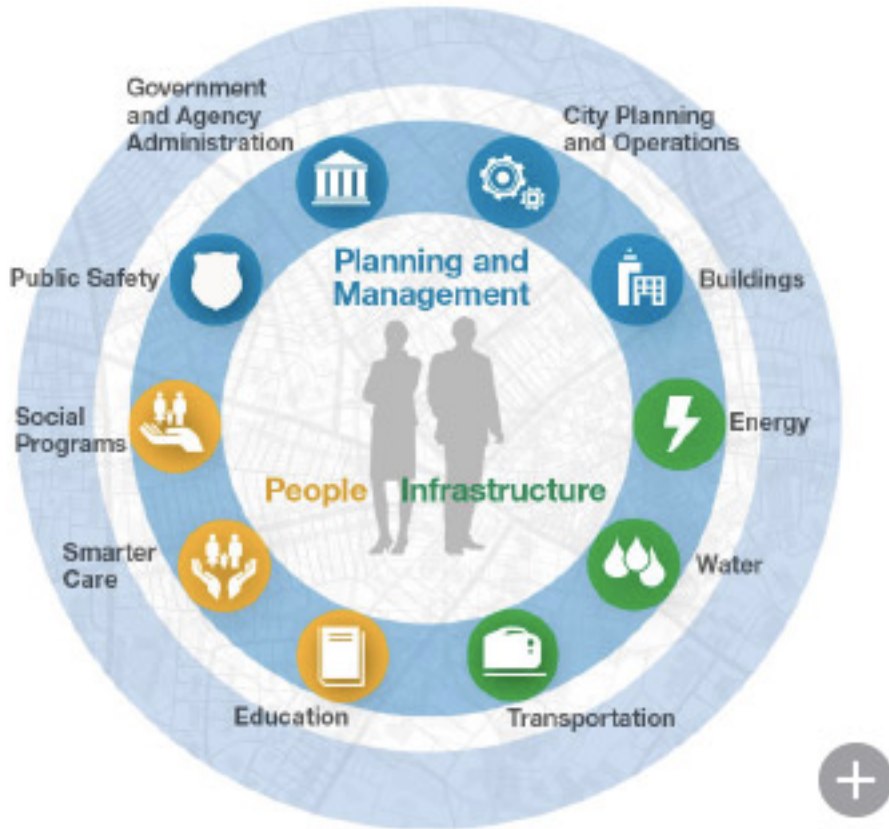 Government
and Agency
Administration
City Planning
and Operations
Public Safety
Planning and
Management
Buildings
Social
Programs
Energy
People
Infrastructure
Smarter
Care
Water
Education
Transportation